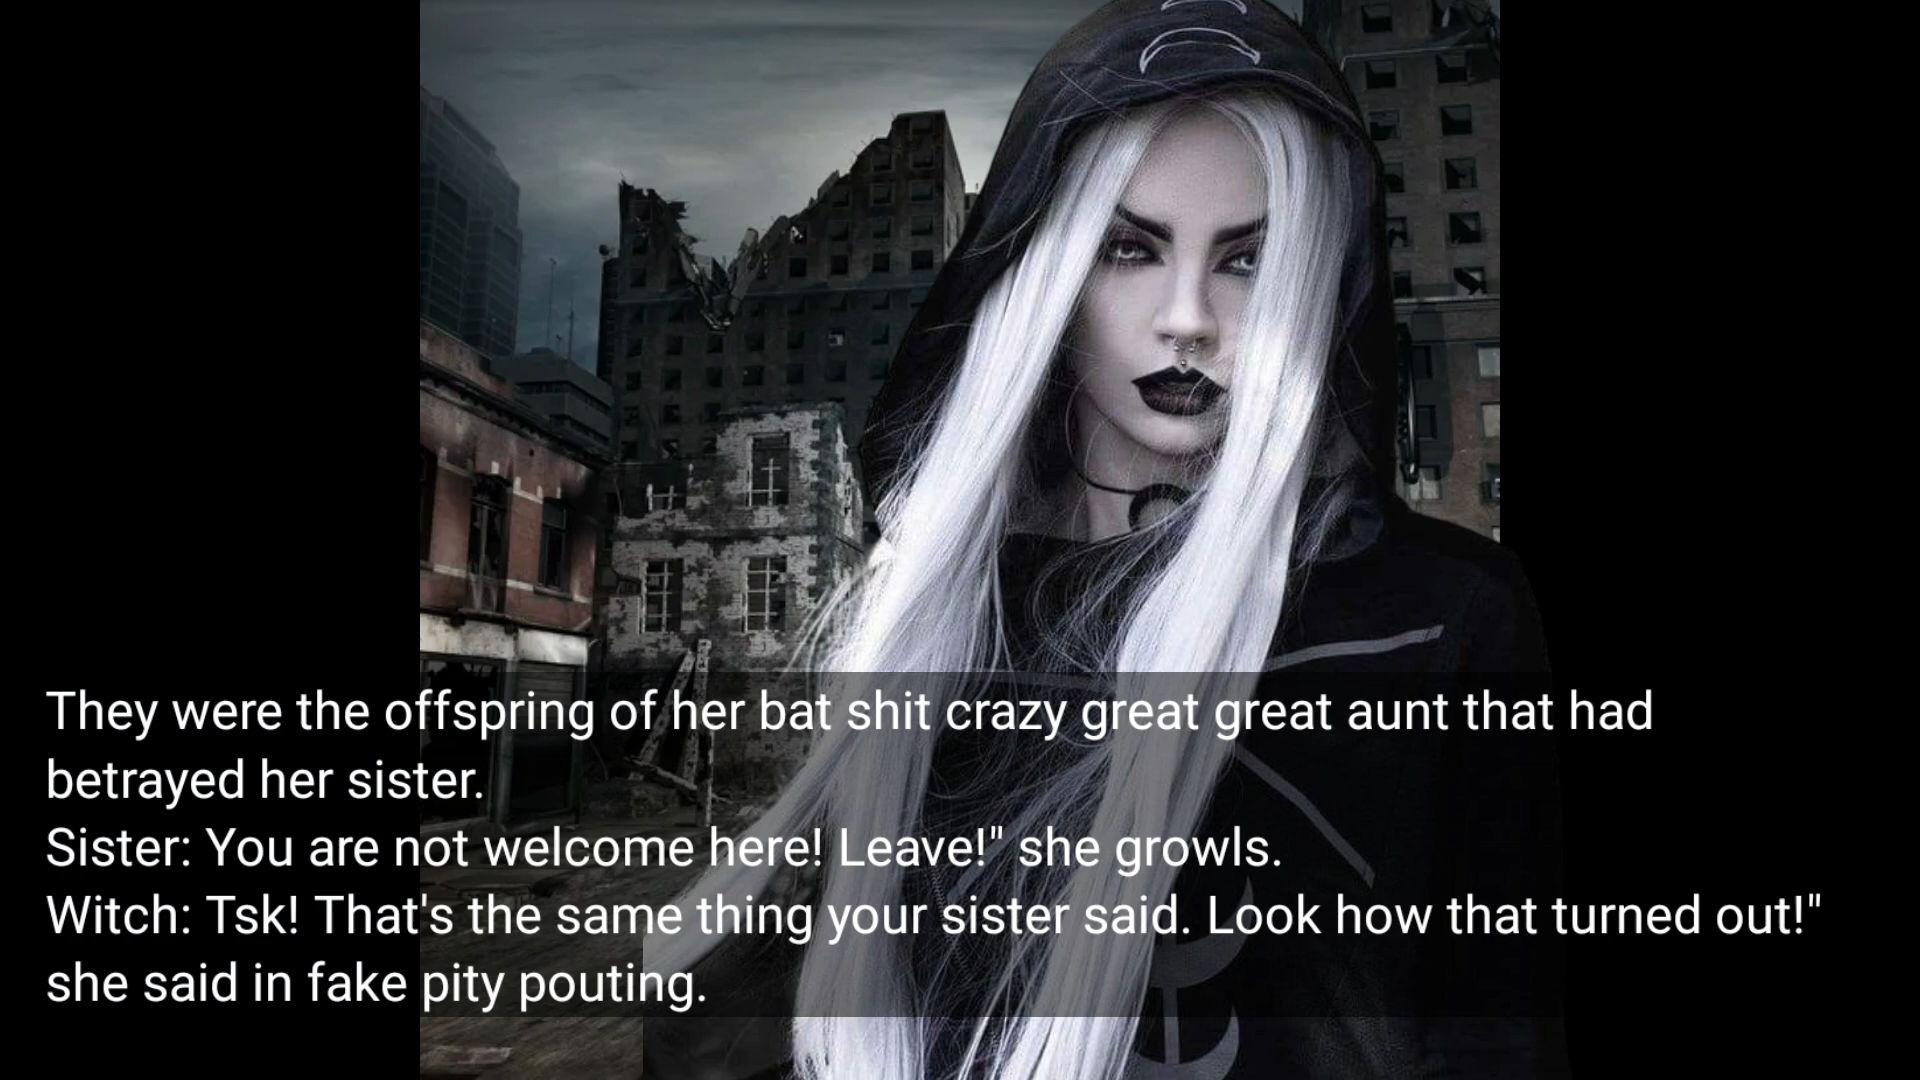 They were the offspring of her bat shit crazy great great aunt that had
betrayed her sister.
Sister: You are not welcome here! Leave!" she growls.
Witch: Tsk! That's the same thing your sister said. Look how that turned out!"
she said in fake pity pouting.